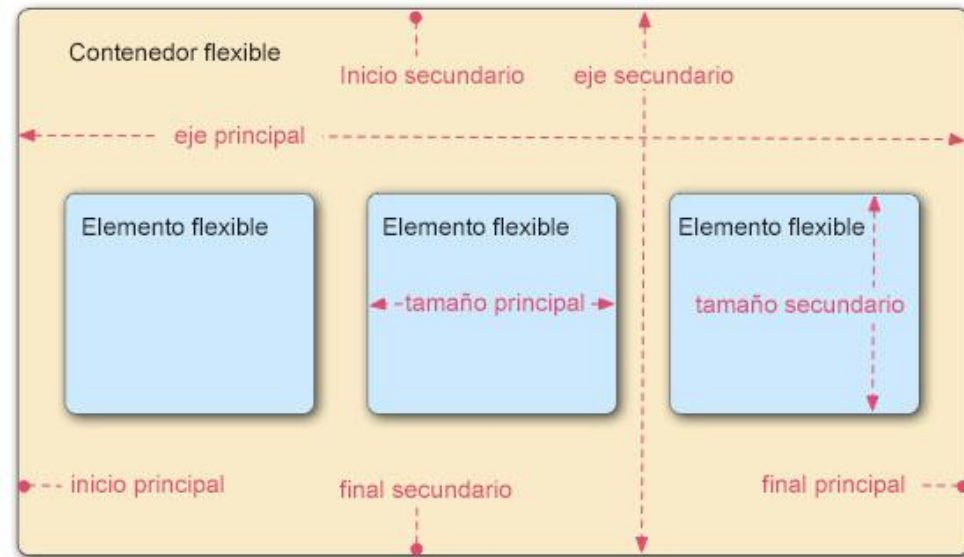 Contenedor flexible
Inicio secundario
eje secundario
eje principal
Elemento flexible
Elemento flexible
Elemento flexible
tamaño principal
tamaño secundario
inicio principal
final secundario
final principal